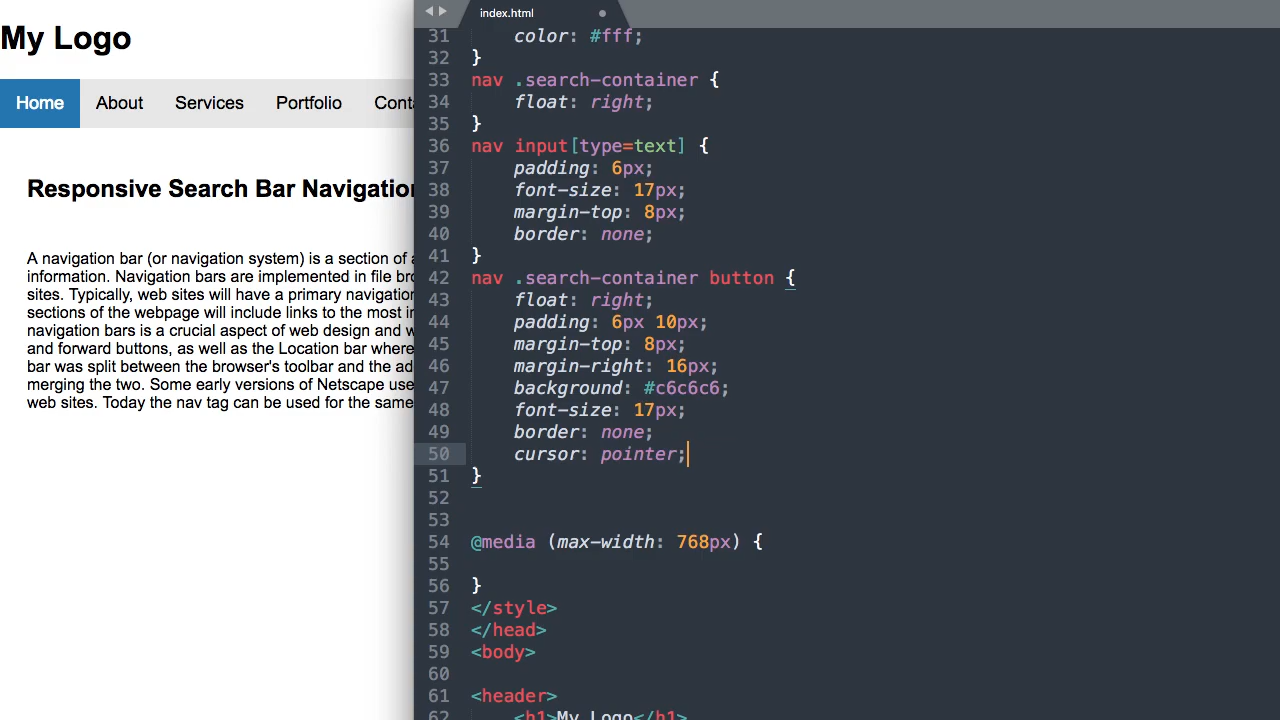 My Logo
Home About Services Portfolio Conta
Responsive Search Bar Navigation
A navigation bar (or navigation system) is a section of a
information. Navigation bars are implemented in file bro
sites. Typically, web sites will have a primary navigation
sections of the webpage will include links to the most in
navigation bars is a crucial aspect of web design and w
and forward buttons, as well as the Location bar where
bar was split between the browser's toolbar and the ad
merging the two. Some early versions of Netscape use
web sites. Today the nav tag can be used for the same
index.html
31 color: #fff;
32 }
33 nav .search-container {
34 float: right;
35 }
36 nav input[type=text] {
37 padding: 6px;
38 font-size: 17px;
39 margin-top: 8px;
40 border: none;
41 }
42 nav .search-container button {
43 float: right;
44 padding: 6px 10px;
45 margin-top: 8px;
46 margin-right: 16px;
47 background: #c6c6c6;
48 font-size: 17px;
49 border: none;
50 cursor: pointer;
51 }
52
53
54 @media (max-width: 768px) {
55
56 }
57 </style>
58 </head>
59 <body>
60
61 <header>
62 <h1>My Logo</h1>